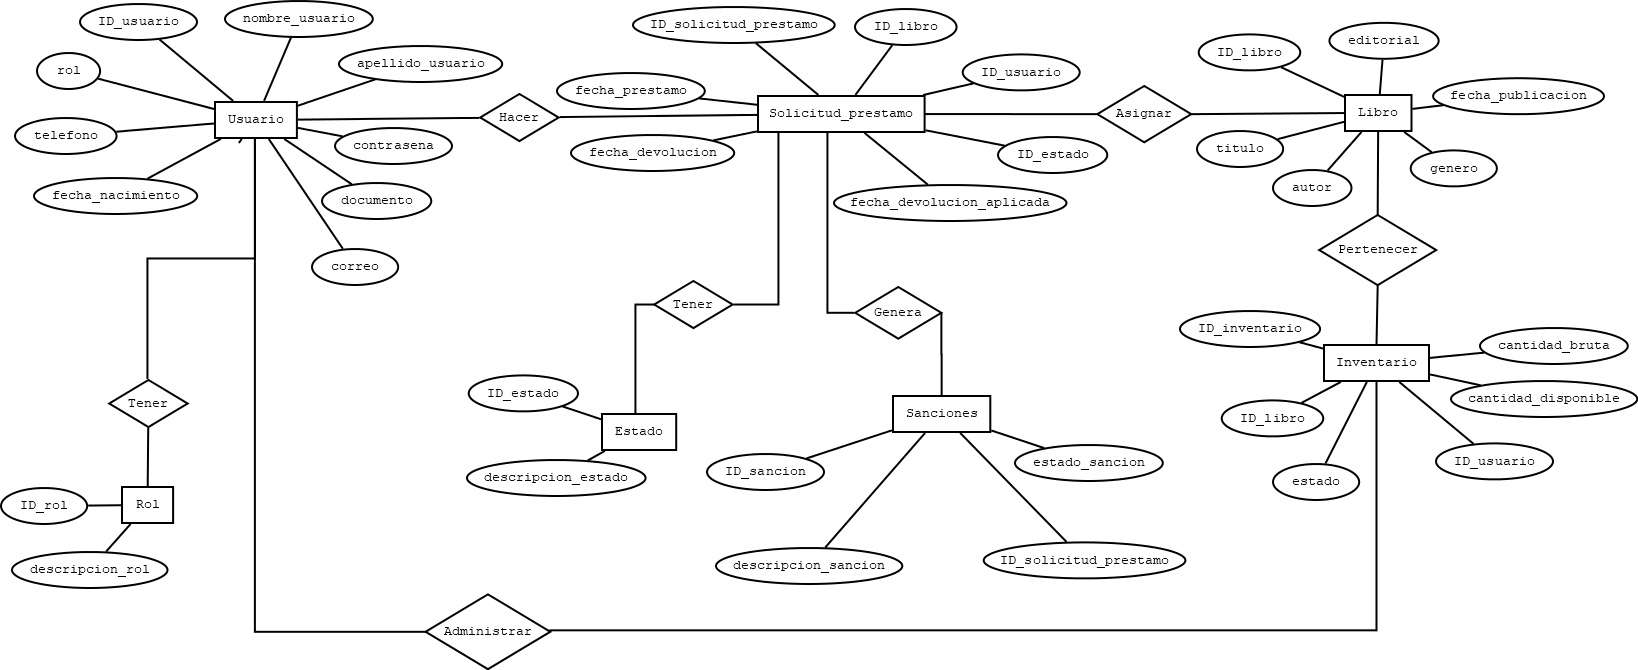 ID_usuario
nombre_usuario
rol
apellido_usuario
telefono
Usuario
contrasena
fecha_nacimiento
documento
correo
Hacer
ID_solicitud_prestamo
ID_libro
ID_usuario
fecha_prestamo
Solicitud_prestamo
fecha_devolucion
ID_estado
fecha_devolucion_aplicada
Asignar
ID_libro
editorial
fecha_publicacion
Libro
titulo
autor
genero
Pertenecer
Tener
Genera
ID_inventario
cantidad_bruta
Inventario
cantidad_disponible
ID_libro
ID_usuario
estado
Tener
ID_estado
Estado
descripcion_estado
Sanciones
ID_sancion
estado_sancion
descripcion_sancion
ID_solicitud_prestamo
ID_rol
Rol
descripcion_rol
Administrar